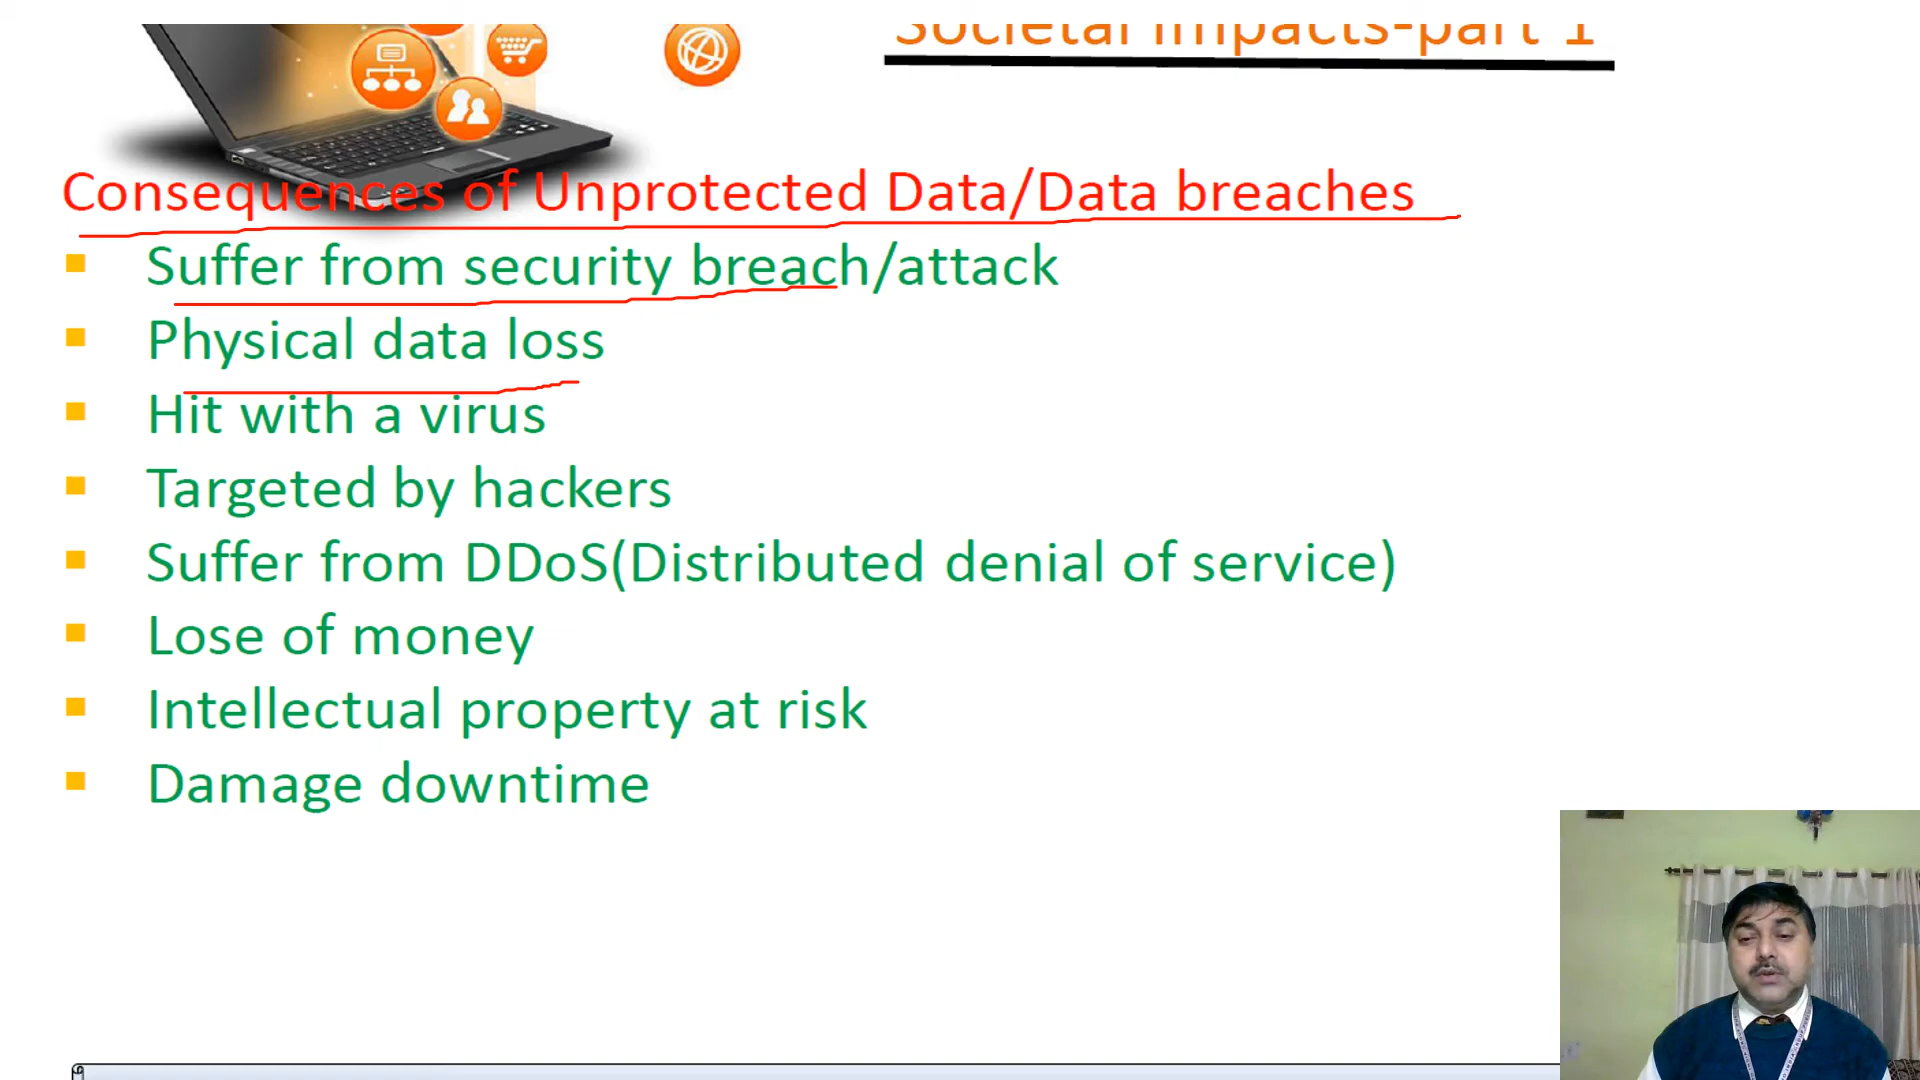 Societal Impacts-part 1
Consequences of Unprotected Data/Data breaches
Suffer from security breach/attack
Physical data loss
Hit with a virus
Targeted by hackers
Suffer from DDoS(Distributed denial of service)
Lose of money
Intellectual property at risk
Damage downtime